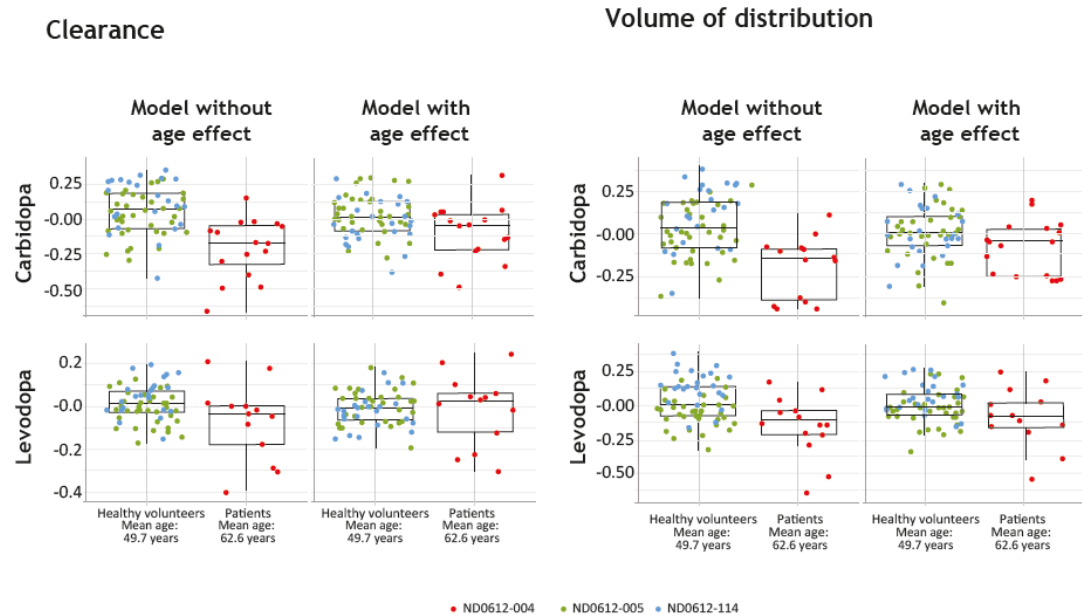 Clearance
Volume of distribution
Model without
age effect
Model with
age effect
Model without
age effect
Model with
age effect
Carbidopa
0.25
-0.00
-0.25
-0.50
Carbidopa
0.25
-0.00
-0.25
Levodopa
0.2
-0.0
-0.2
-0.4
Levodopa
0.25
-0.00
-0.25
-0.50
Healthy volunteers
Mean age:
49.7 years
Patients
Mean age:
62.6 years
Healthy volunteers
Mean age:
49.7 years
Patients
Mean age:
62.6 years
Healthy volunteers
Mean age:
49.7 years
Patients
Mean age:
62.6 years
Healthy volunteers
Mean age:
49.7 years
Patients
Mean age:
62.6 years
ND0612-004 ND0612-005 ND0612-114